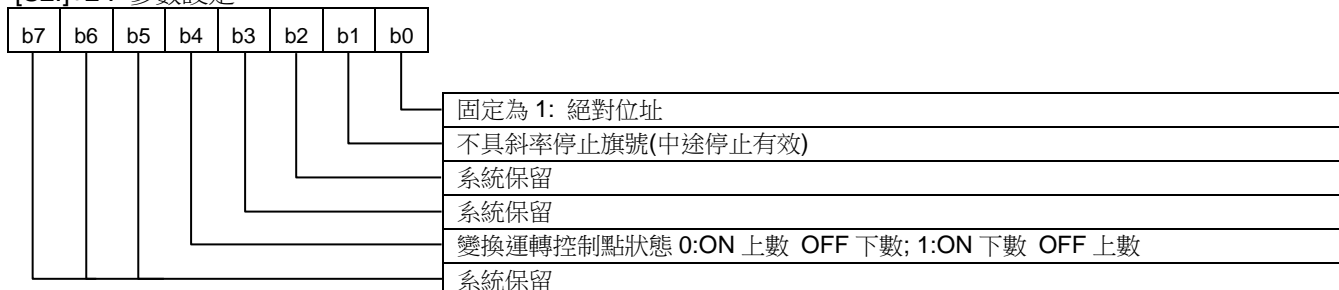 b7 b6 b5 b4 b3 b2 b1 b0
固定為 1: 絕對位址
不具斜率停止旗號(中途停止有效)
系統保留
系統保留
變換運轉控制點狀態 0:ON 上數 OFF 下數; 1:ON 下數 OFF 上數
系統保留